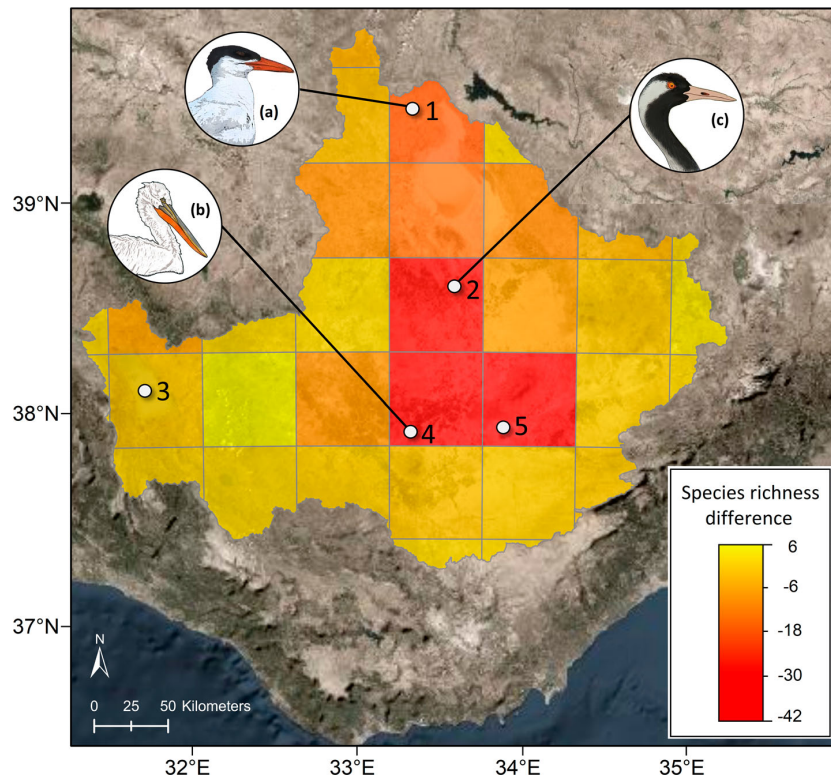 (a)
1
(c)
39°N
(b)
2
3
38°N
4
5
Species richness
difference
6
-6
-18
-30
-42
37°N
N
0 25 50 Kilometers
32°E 33°E 34°E 35°E